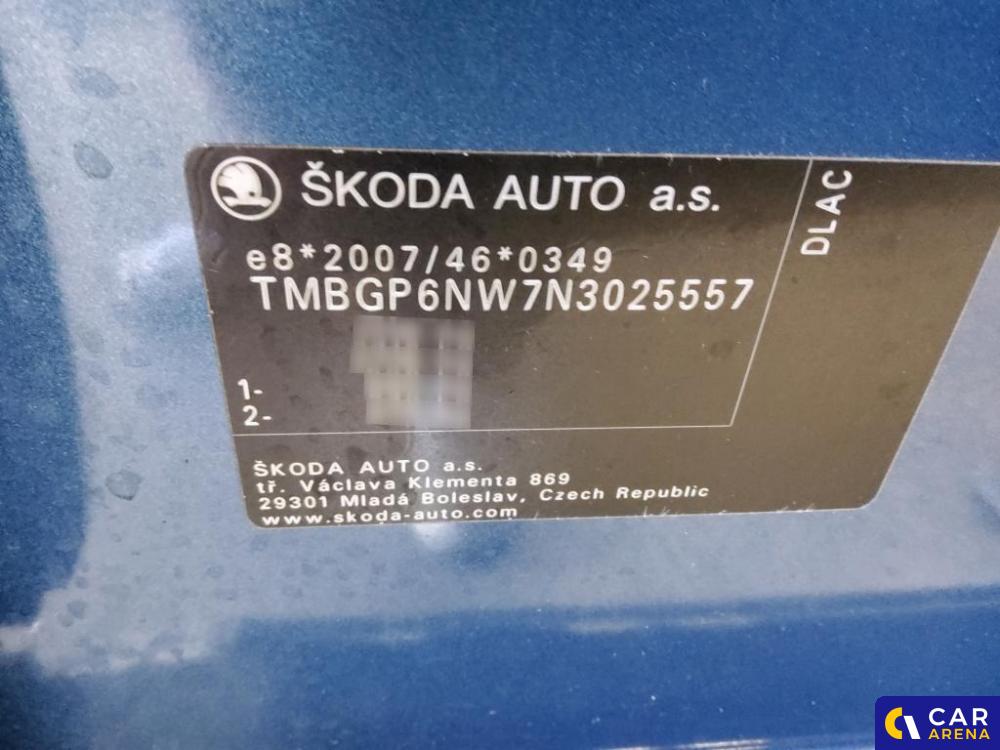 ŠKODA AUTO a.s.
DLAC
e8*2007/46*0349
TMBGP6NW7N3025557
1-
2-
ŠKODA AUTO a.s.
tř. Václava Klementa 869
29301 Mladá Boleslav, Czech Republic
www.skoda-auto.com
CAR
ARENA